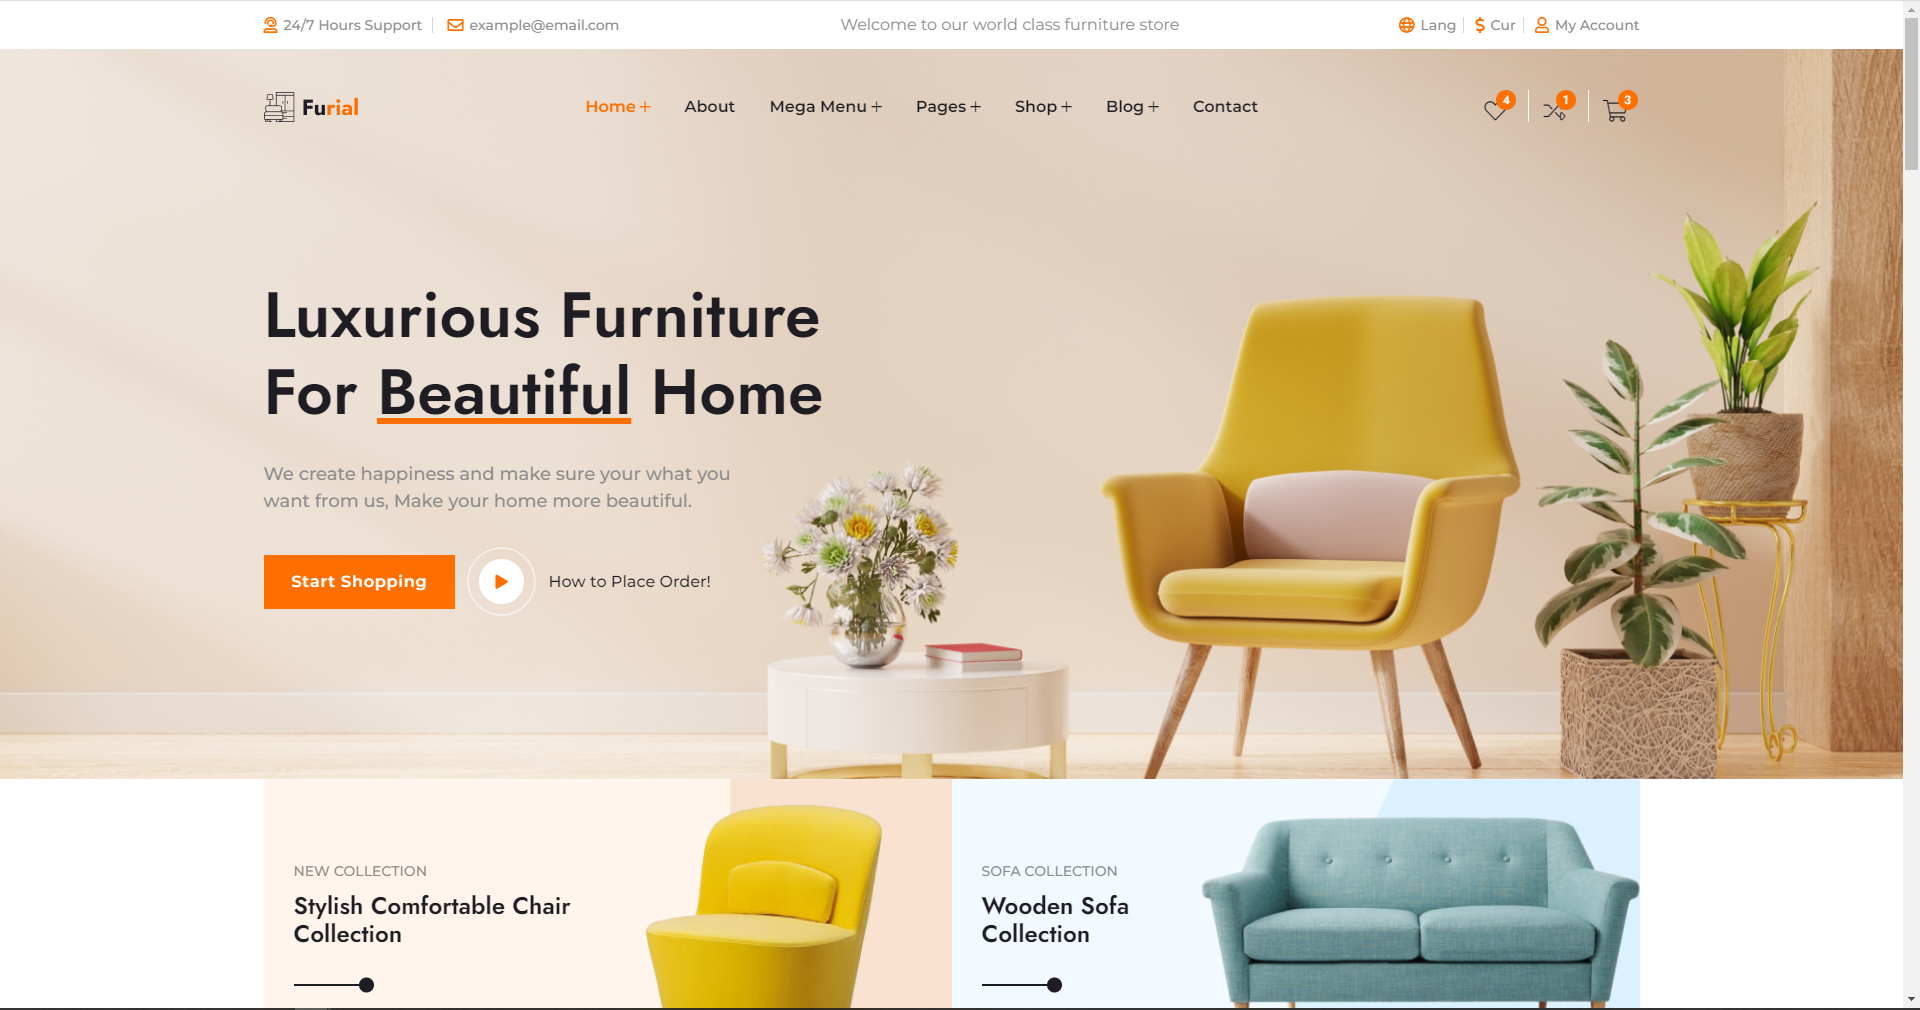 24/7 Hours Support
example@email.com
Welcome to our world class furniture store
Lang
Cur
My Account
Furial
Home
About
Mega Menu
Pages
Shop
Blog
Contact
4
1
3
Luxurious Furniture
For Beautiful Home
We create happiness and make sure your what you
want from us, Make your home more beautiful.
Start Shopping
How to Place Order!
NEW COLLECTION
Stylish Comfortable Chair
Collection
SOFA COLLECTION
Wooden Sofa
Collection